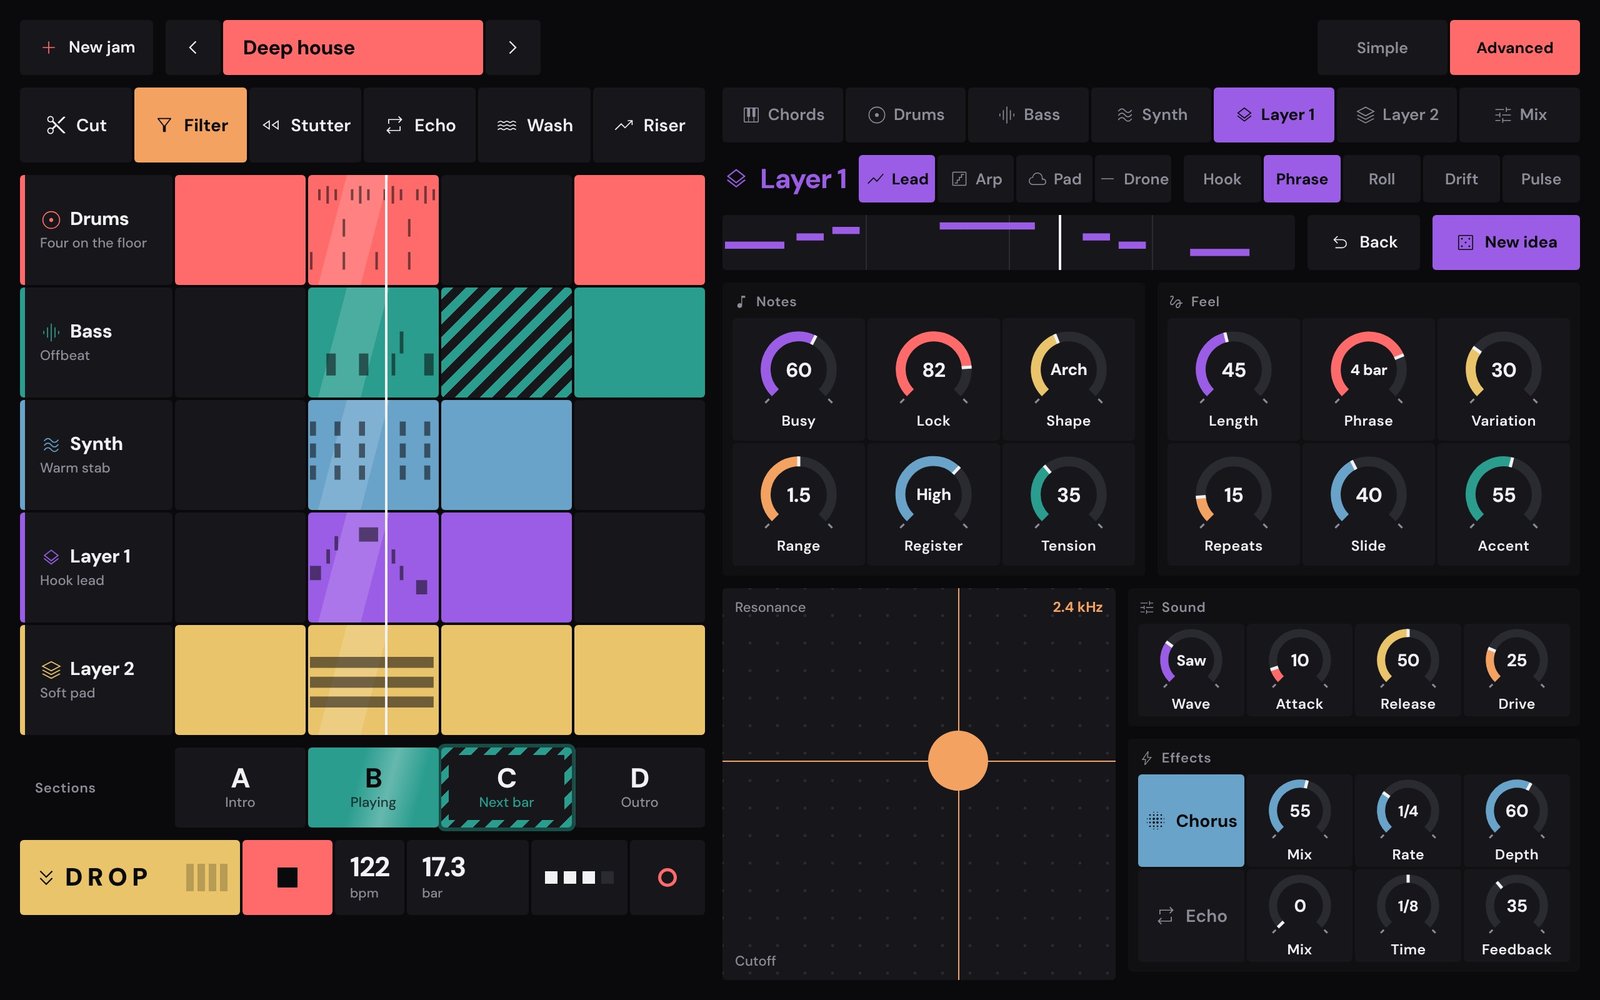 New jam
Deep house
Simple
Advanced
Cut
Filter
Stutter
Echo
Wash
Riser
Chords
Drums
Bass
Synth
Layer 1
Layer 2
Mix
Layer 1
Lead
Arp
Pad
Drone
Hook
Phrase
Roll
Drift
Pulse
Back
New idea
Drums
Four on the floor
Bass
Offbeat
Synth
Warm stab
Layer 1
Hook lead
Layer 2
Soft pad
Sections
A
Intro
B
Playing
C
Next bar
D
Outro
DROP
122
bpm
17.3
bar
Notes
60
Busy
82
Lock
Arch
Shape
1.5
Range
High
Register
35
Tension
Feel
45
Length
4 bar
Phrase
30
Variation
15
Repeats
40
Slide
55
Accent
Resonance
2.4 kHz
Cutoff
Sound
Saw
Wave
10
Attack
50
Release
25
Drive
Effects
Chorus
55
Mix
1/4
Rate
60
Depth
Echo
0
Mix
1/8
Time
35
Feedback